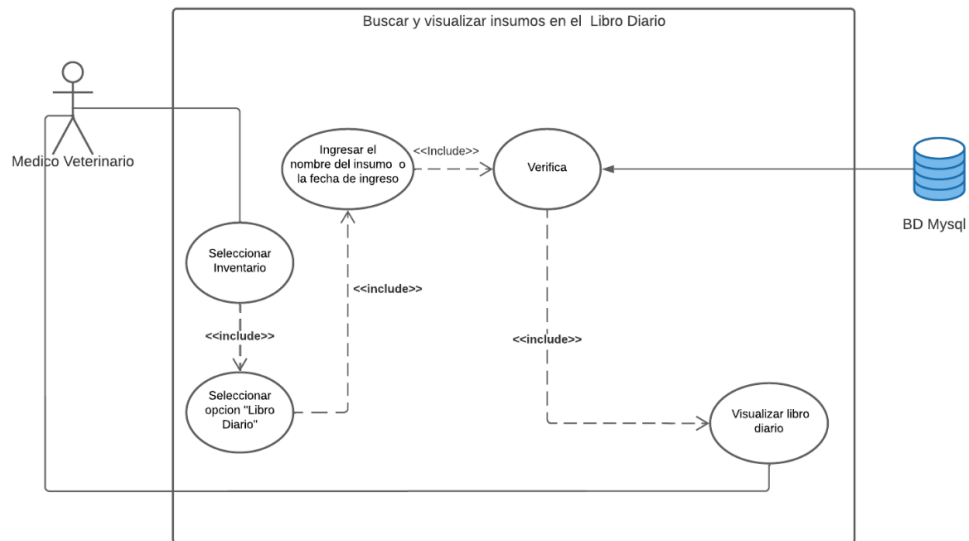 Buscar y visualizar insumos en el Libro Diario
Medico Veterinario
Ingresar el
nombre del insumo o
la fecha de ingreso
<<Include>>
Verifica
BD Mysql
Seleccionar
Inventario
<<include>>
<<include>>
<<include>>
Seleccionar
opcion "Libro
Diario"
Visualizar libro
diario